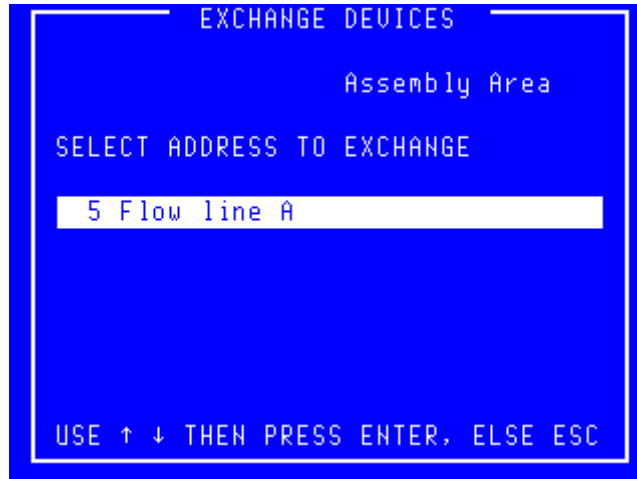 EXCHANGE DEVICES
Assembly Area
SELECT ADDRESS TO EXCHANGE
5 Flow line A
USE ↑ ↓ THEN PRESS ENTER, ELSE ESC